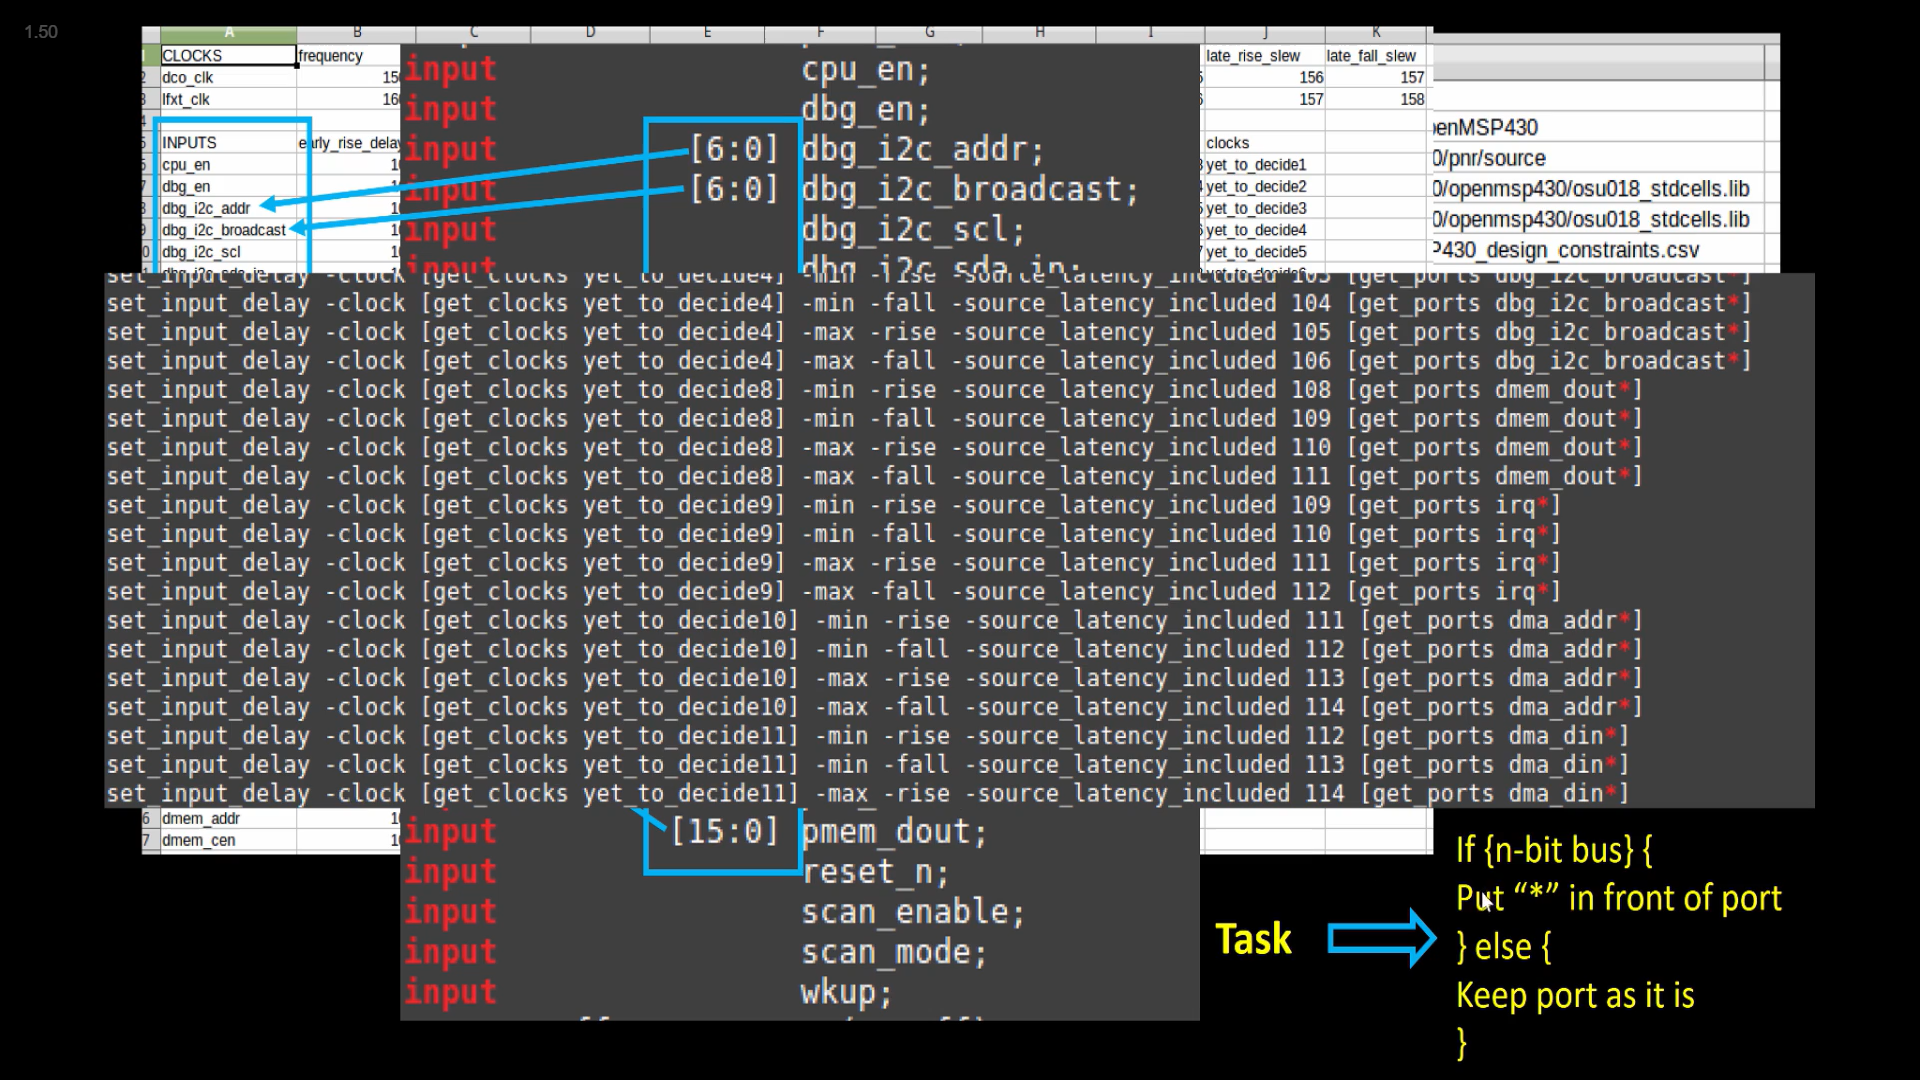 1.50
A B C D E F G H I J K
CLOCKS frequency late_rise_slew late_fall_slew
dco_clk 156 157
lfxt_clk 157 158
INPUTS clocks
cpu_en yet_to_decide1
dbg_en yet_to_decide2
dbg_i2c_addr yet_to_decide3
dbg_i2c_broadcast yet_to_decide4
dbg_i2c_scl yet_to_decide5
input cpu_en;
input dbg_en;
input [6:0] dbg_i2c_addr;
input [6:0] dbg_i2c_broadcast;
input dbg_i2c_scl;
input dbg_i2c_sda_in;
enMSP430
0/pnr/source
0/openmsp430/osu018_stdcells.lib
0/openmsp430/osu018_stdcells.lib
P430_design_constraints.csv
set_input_delay -clock [get_clocks yet_to_decide4] -min -rise -source_latency_included 103 [get_ports dbg_i2c_broadcast*]
set_input_delay -clock [get_clocks yet_to_decide4] -min -fall -source_latency_included 104 [get_ports dbg_i2c_broadcast*]
set_input_delay -clock [get_clocks yet_to_decide4] -max -rise -source_latency_included 105 [get_ports dbg_i2c_broadcast*]
set_input_delay -clock [get_clocks yet_to_decide4] -max -fall -source_latency_included 106 [get_ports dbg_i2c_broadcast*]
set_input_delay -clock [get_clocks yet_to_decide8] -min -rise -source_latency_included 108 [get_ports dmem_dout*]
set_input_delay -clock [get_clocks yet_to_decide8] -min -fall -source_latency_included 109 [get_ports dmem_dout*]
set_input_delay -clock [get_clocks yet_to_decide8] -max -rise -source_latency_included 110 [get_ports dmem_dout*]
set_input_delay -clock [get_clocks yet_to_decide8] -max -fall -source_latency_included 111 [get_ports dmem_dout*]
set_input_delay -clock [get_clocks yet_to_decide9] -min -rise -source_latency_included 109 [get_ports irq*]
set_input_delay -clock [get_clocks yet_to_decide9] -min -fall -source_latency_included 110 [get_ports irq*]
set_input_delay -clock [get_clocks yet_to_decide9] -max -rise -source_latency_included 111 [get_ports irq*]
set_input_delay -clock [get_clocks yet_to_decide9] -max -fall -source_latency_included 112 [get_ports irq*]
set_input_delay -clock [get_clocks yet_to_decide10] -min -rise -source_latency_included 111 [get_ports dma_addr*]
set_input_delay -clock [get_clocks yet_to_decide10] -min -fall -source_latency_included 112 [get_ports dma_addr*]
set_input_delay -clock [get_clocks yet_to_decide10] -max -rise -source_latency_included 113 [get_ports dma_addr*]
set_input_delay -clock [get_clocks yet_to_decide10] -max -fall -source_latency_included 114 [get_ports dma_addr*]
set_input_delay -clock [get_clocks yet_to_decide11] -min -rise -source_latency_included 112 [get_ports dma_din*]
set_input_delay -clock [get_clocks yet_to_decide11] -min -fall -source_latency_included 113 [get_ports dma_din*]
set_input_delay -clock [get_clocks yet_to_decide11] -max -rise -source_latency_included 114 [get_ports dma_din*]
6 dmem_addr
7 dmem_cen
input [15:0] pmem_dout;
input reset_n;
input scan_enable;
input scan_mode;
input wkup;
Task
If {n-bit bus} {
Put “*” in front of port
} else {
Keep port as it is
}